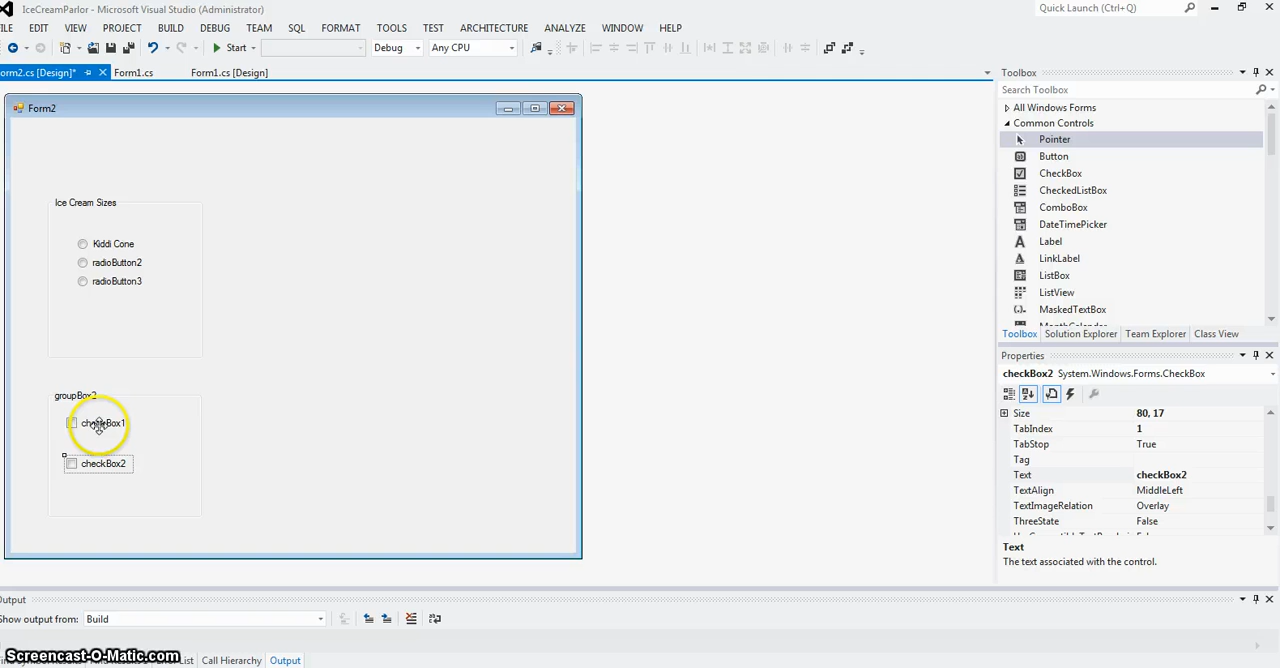 IceCreamParlor - Microsoft Visual Studio (Administrator)
Quick Launch (Ctrl+Q)
ILE EDIT VIEW PROJECT BUILD DEBUG TEAM SQL FORMAT TOOLS TEST ARCHITECTURE ANALYZE WINDOW HELP
Start Debug Any CPU
orm2.cs [Design]* Form1.cs Form1.cs [Design]
Form2
Ice Cream Sizes
Kiddi Cone
radioButton2
radioButton3
groupBox2
checkBox1
checkBox2
Toolbox
Search Toolbox
All Windows Forms
Common Controls
Pointer
Button
CheckBox
CheckedListBox
ComboBox
DateTimePicker
Label
LinkLabel
ListBox
ListView
MaskedTextBox
MonthCalendar
Toolbox Solution Explorer Team Explorer Class View
Properties
checkBox2 System.Windows.Forms.CheckBox
Size 80, 17
TabIndex 1
TabStop True
Tag
Text checkBox2
TextAlign MiddleLeft
TextImageRelation Overlay
ThreeState False
Text
The text associated with the control.
Output
Show output from: Build
Call Hierarchy Output
Screencast-O-Matic.com